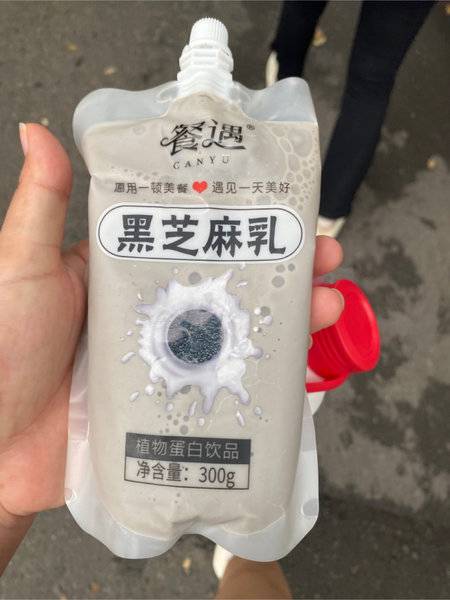 餐遇®
CANYU
愿用一顿美餐❤遇见一天美好
黑芝麻乳
植物蛋白饮品
净含量：300g